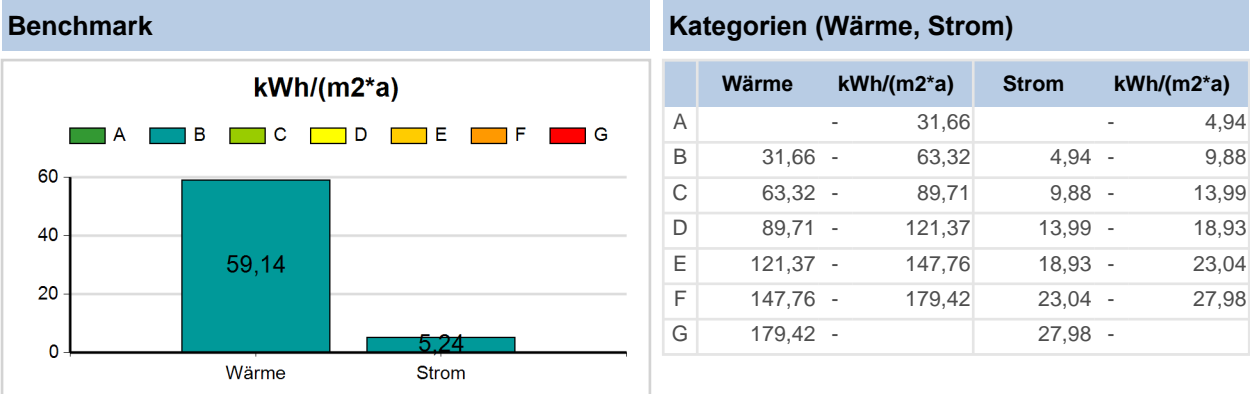 Benchmark
kWh/(m2*a)
A B C D E F G
60
40
20
0
59,14
5,24
Wärme Strom
Kategorien (Wärme, Strom)
Wärme kWh/(m2*a) Strom kWh/(m2*a)
A - 31,66 - 4,94
B 31,66 - 63,32 4,94 - 9,88
C 63,32 - 89,71 9,88 - 13,99
D 89,71 - 121,37 13,99 - 18,93
E 121,37 - 147,76 18,93 - 23,04
F 147,76 - 179,42 23,04 - 27,98
G 179,42 - 27,98 -